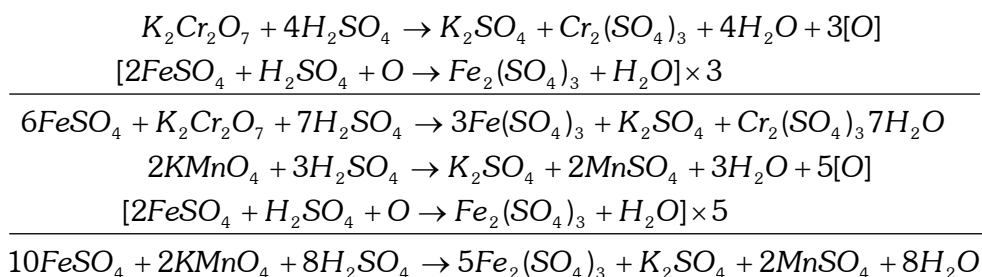 K₂Cr₂O₇ + 4H₂SO₄ → K₂SO₄ + Cr₂(SO₄)₃ + 4H₂O + 3[O]
[2FeSO₄ + H₂SO₄ + O → Fe₂(SO₄)₃ + H₂O] × 3
6FeSO₄ + K₂Cr₂O₇ + 7H₂SO₄ → 3Fe(SO₄)₃ + K₂SO₄ + Cr₂(SO₄)₃ 7H₂O
2KMnO₄ + 3H₂SO₄ → K₂SO₄ + 2MnSO₄ + 3H₂O + 5[O]
[2FeSO₄ + H₂SO₄ + O → Fe₂(SO₄)₃ + H₂O] × 5
10FeSO₄ + 2KMnO₄ + 8H₂SO₄ → 5Fe₂(SO₄)₃ + K₂SO₄ + 2MnSO₄ + 8H₂O